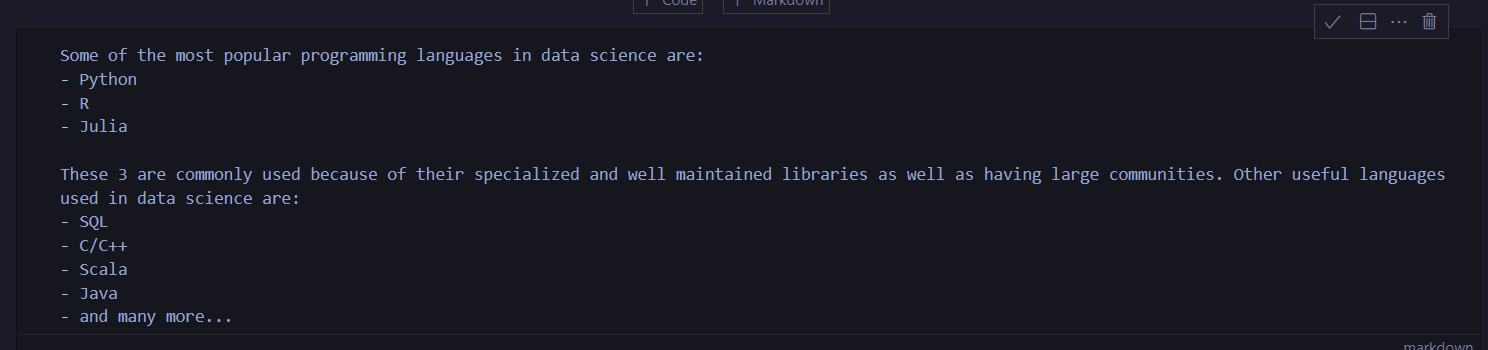 + Code + Markdown
Some of the most popular programming languages in data science are:
- Python
- R
- Julia
These 3 are commonly used because of their specialized and well maintained libraries as well as having large communities. Other useful languages
used in data science are:
- SQL
- C/C++
- Scala
- Java
- and many more...
markdown